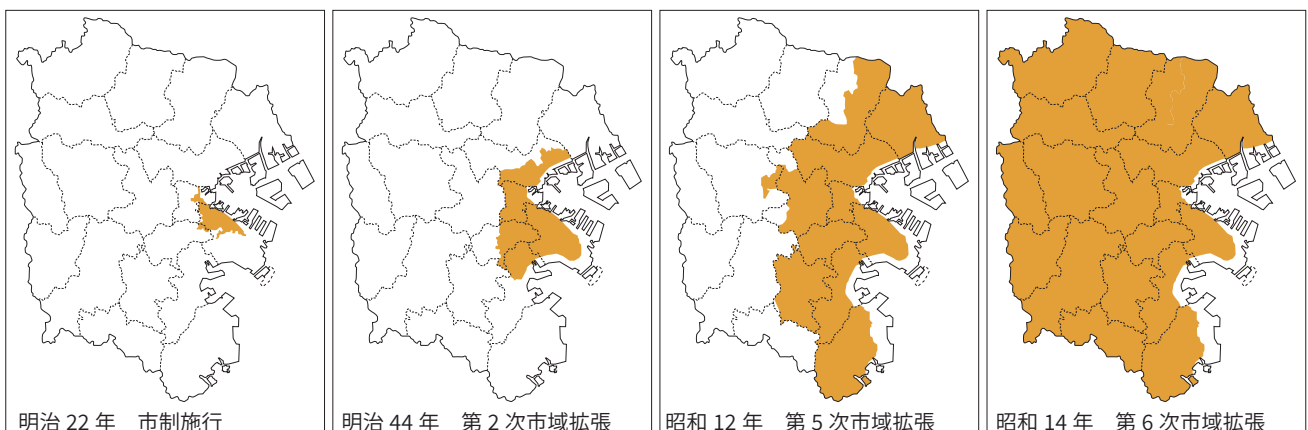 明治 22 年　市制施行
明治 44 年　第 2 次市域拡張
昭和 12 年　第 5 次市域拡張
昭和 14 年　第 6 次市域拡張